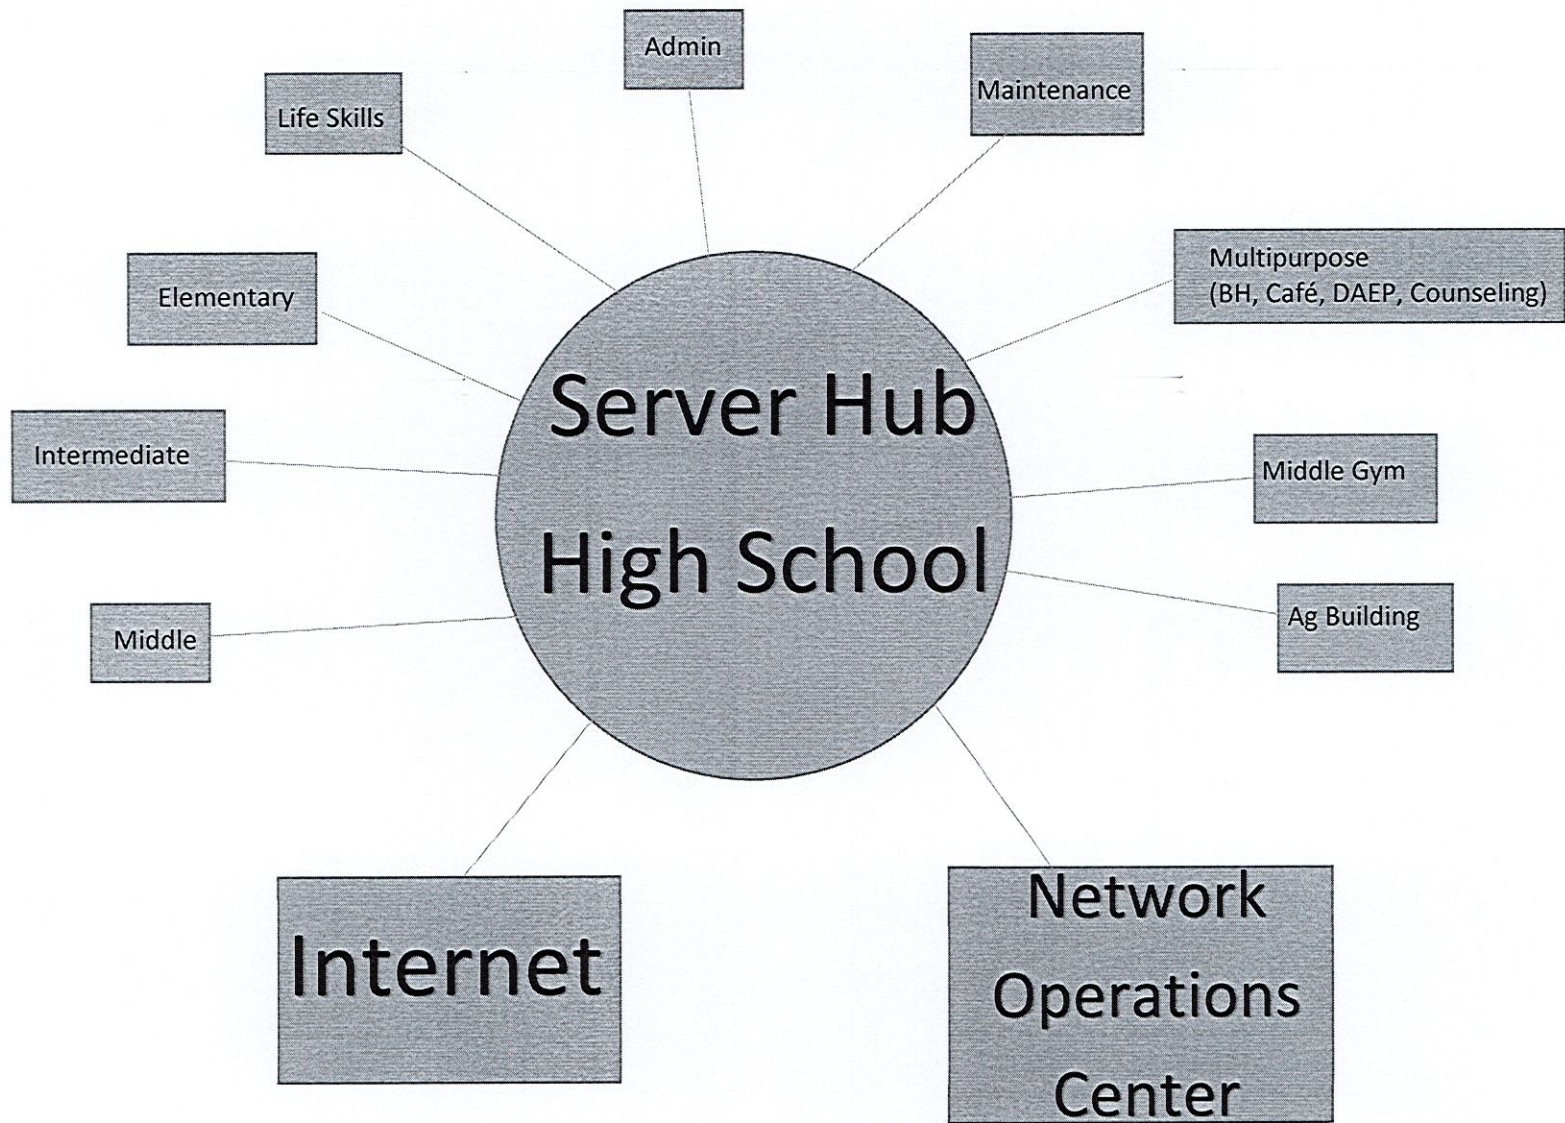 Admin
Life Skills
Maintenance
Elementary
Multipurpose
(BH, Café, DAEP, Counseling)
Server Hub
High School
Intermediate
Middle Gym
Middle
Ag Building
Internet
Network
Operations
Center